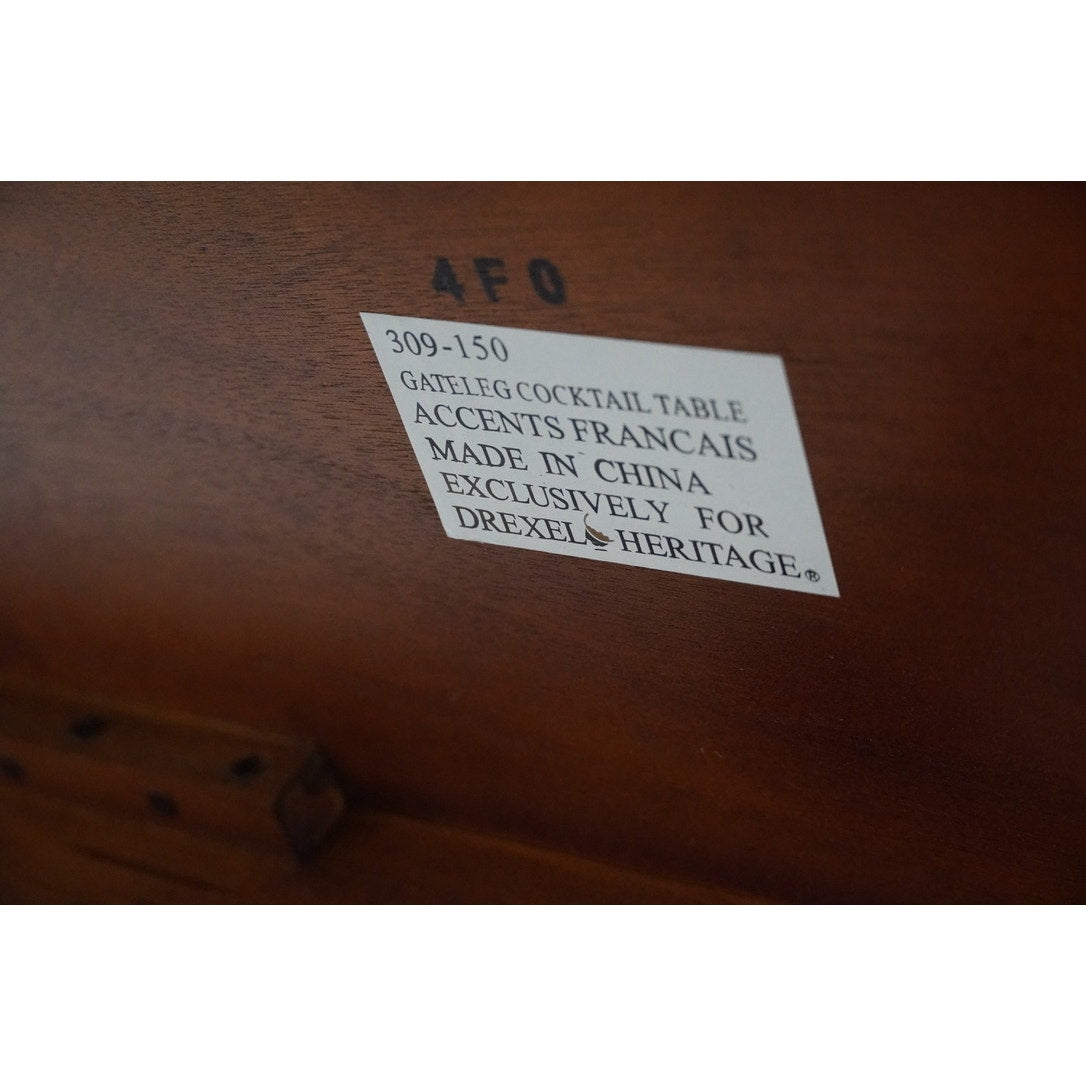 4F0
309-150
GATELEG COCKTAIL TABLE
ACCENTS FRANCAIS
MADE IN CHINA
EXCLUSIVELY FOR
DREXEL HERITAGE®